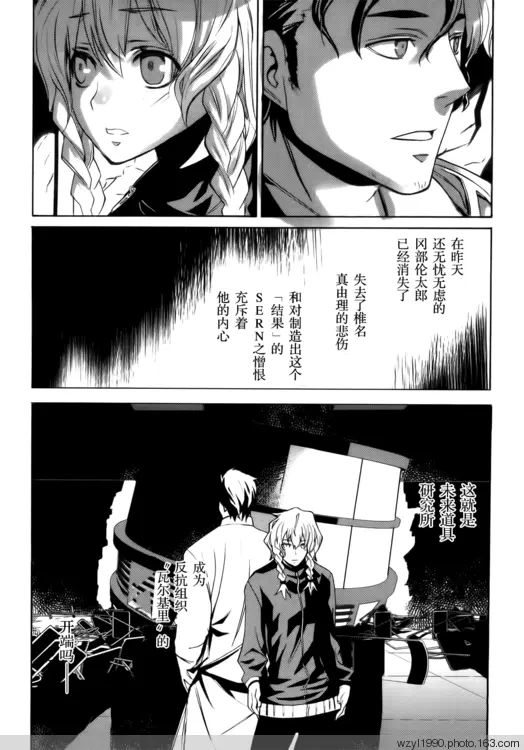 在昨天
还无忧无虑的
冈部伦太郎
已经消失了
失去了椎名
真由理的悲伤
和对制造出这个
「结果」的
SERN之憎恨
充斥着
他的内心
这就是
未来道具
研究所
成为
反抗组织
“瓦尔基里”的
开端吗——
wzyl1990.photo.163.com